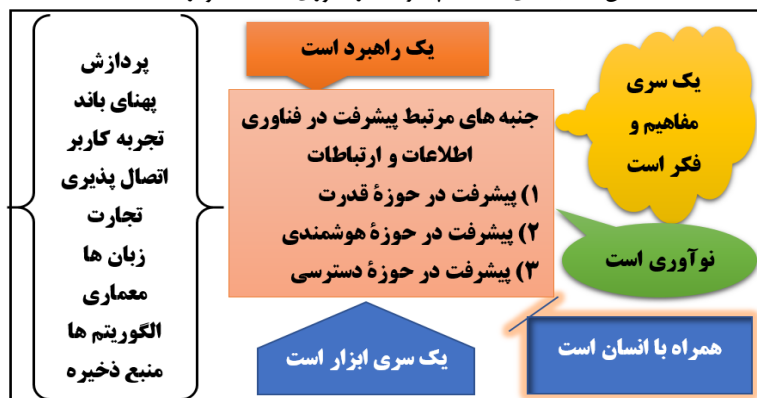 یک راهبرد است
یک سری
مفاهیم و
فکر است
جنبه های مرتبط پیشرفت در فناوری
اطلاعات و ارتباطات
۱) پیشرفت در حوزهٔ قدرت
۲) پیشرفت در حوزهٔ هوشمندی
۳) پیشرفت در حوزهٔ دسترسی
نوآوری است
همراه با انسان است
یک سری ابزار است
پردازش
پهنای باند
تجربه کاربر
اتصال پذیری
تجارت
زبان ها
معماری
الگوریتم ها
منبع ذخیره